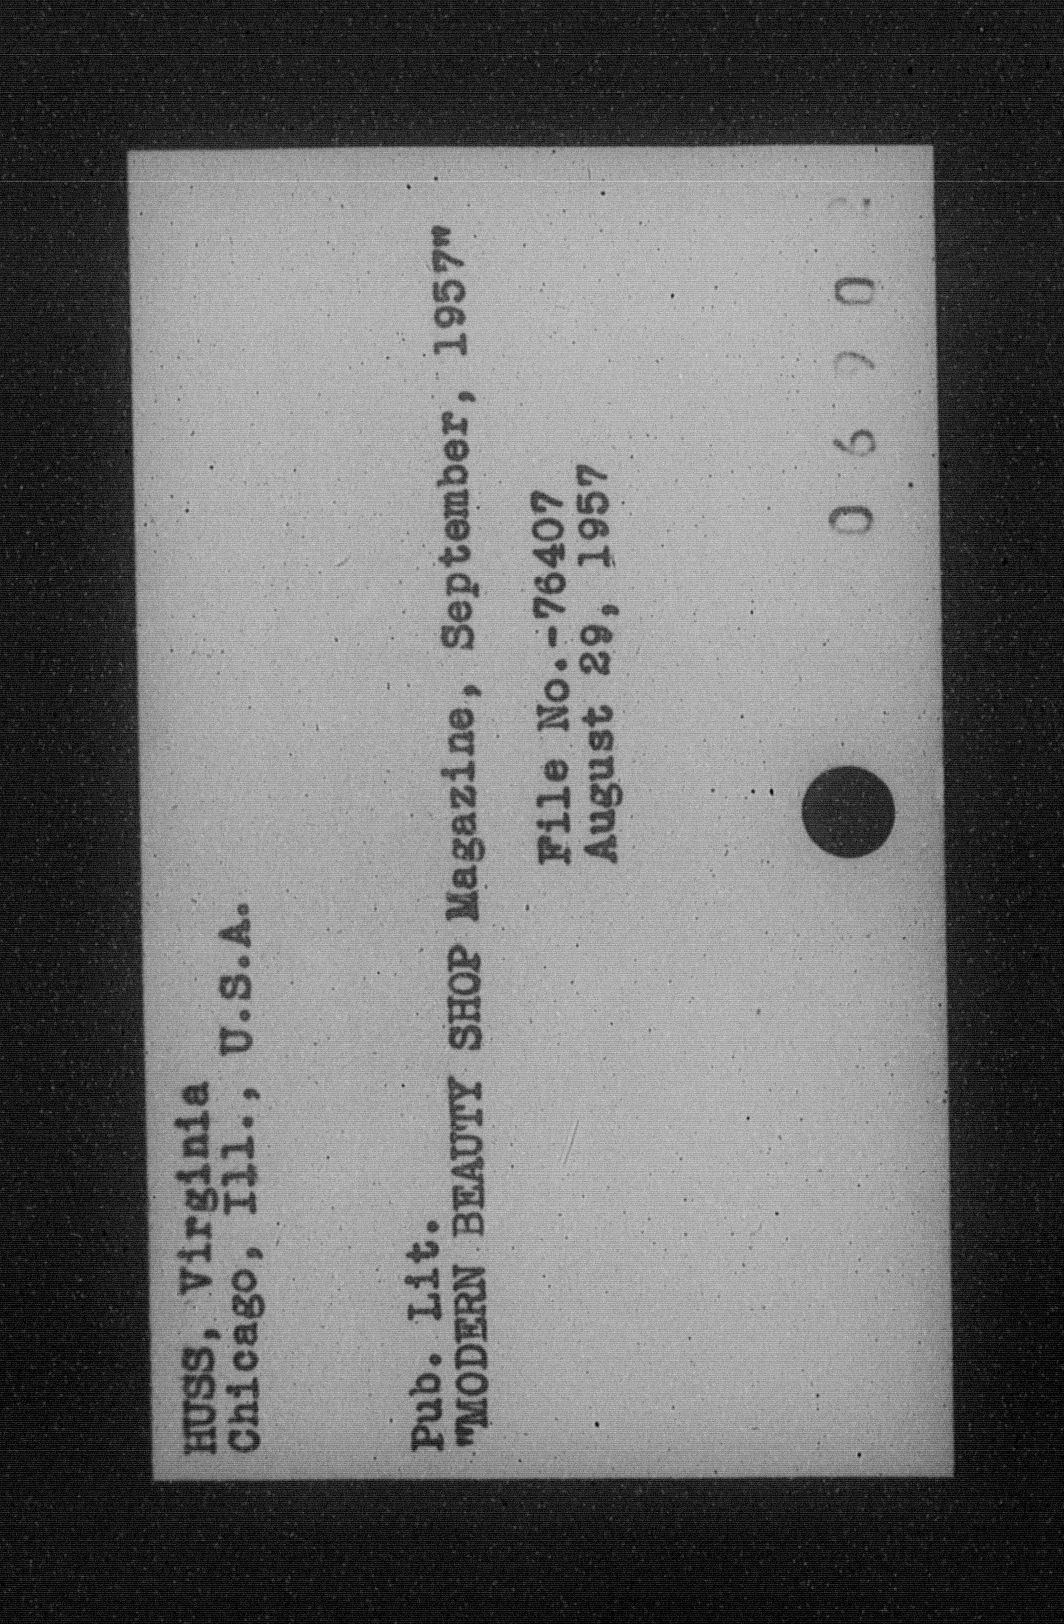 HUSS, Virginia
Chicago, Ill., U.S.A.
Pub. Lit.
"MODERN BEAUTY SHOP Magazine, September, 1957"
File No.-76407
August 29, 1957